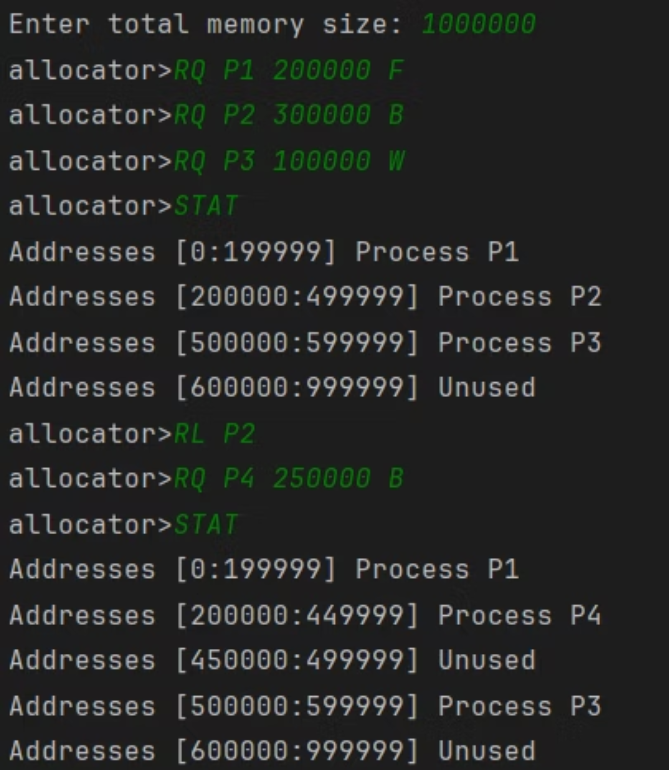 Enter total memory size: 1000000
allocator>RQ P1 200000 F
allocator>RQ P2 300000 B
allocator>RQ P3 100000 W
allocator>STAT
Addresses [0:199999] Process P1
Addresses [200000:499999] Process P2
Addresses [500000:599999] Process P3
Addresses [600000:999999] Unused
allocator>RL P2
allocator>RQ P4 250000 B
allocator>STAT
Addresses [0:199999] Process P1
Addresses [200000:449999] Process P4
Addresses [450000:499999] Unused
Addresses [500000:599999] Process P3
Addresses [600000:999999] Unused